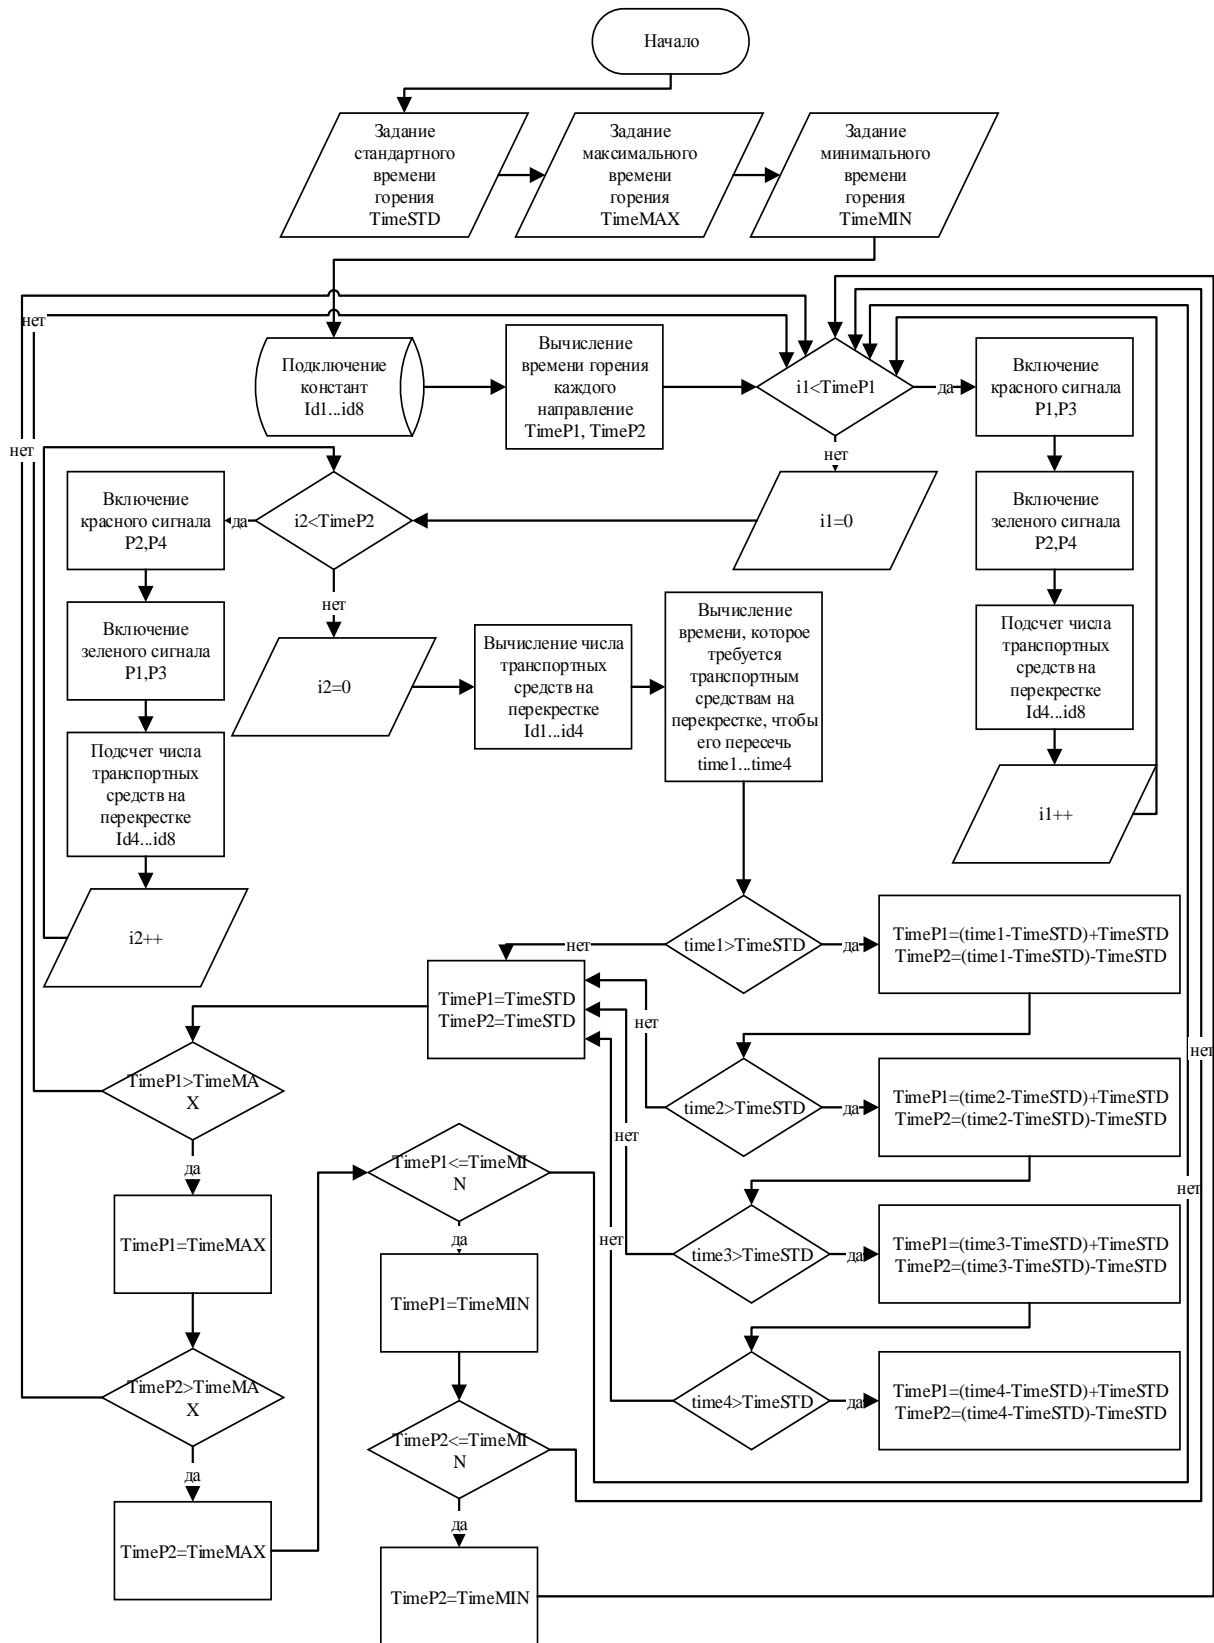 Начало
Задание
стандартного
времени
горения
TimeSTD
Задание
максимального
времени
горения
TimeMAX
Задание
минимального
времени
горения
TimeMIN
нет
нет
Подключение
констант
Id1...id8
Вычисление
времени горения
каждого
направление
TimeP1, TimeP2
i1<TimeP1
да
нет
Включение
красного сигнала
P1,P3
Включение
красного сигнала
P2,P4
да
i2<TimeP2
нет
i1=0
Включение
зеленого сигнала
P2,P4
Включение
зеленого сигнала
P1,P3
i2=0
Вычисление числа
транспортных
средств на
перекрестке
Id1...id4
Вычисление
времени, которое
требуется
транспортным
средствам на
перекрестке, чтобы
его пересечь
time1...time4
Подсчет числа
транспортных
средств на
перекрестке
Id4...id8
Подсчет числа
транспортных
средств на
перекрестке
Id4...id8
i1++
i2++
нет
time1>TimeSTD
да
TimeP1=(time1-TimeSTD)+TimeSTD
TimeP2=(time1-TimeSTD)-TimeSTD
TimeP1=TimeSTD
TimeP2=TimeSTD
нет
нет
TimeP1>TimeMA
X
да
time2>TimeSTD
да
TimeP1=(time2-TimeSTD)+TimeSTD
TimeP2=(time2-TimeSTD)-TimeSTD
нет
TimeP1<=TimeMI
N
да
нет
нет
TimeP1=TimeMAX
time3>TimeSTD
да
TimeP1=(time3-TimeSTD)+TimeSTD
TimeP2=(time3-TimeSTD)-TimeSTD
TimeP1=TimeMIN
TimeP2>TimeMA
X
да
time4>TimeSTD
да
TimeP1=(time4-TimeSTD)+TimeSTD
TimeP2=(time4-TimeSTD)-TimeSTD
TimeP2<=TimeMI
N
да
TimeP2=TimeMAX
TimeP2=TimeMIN